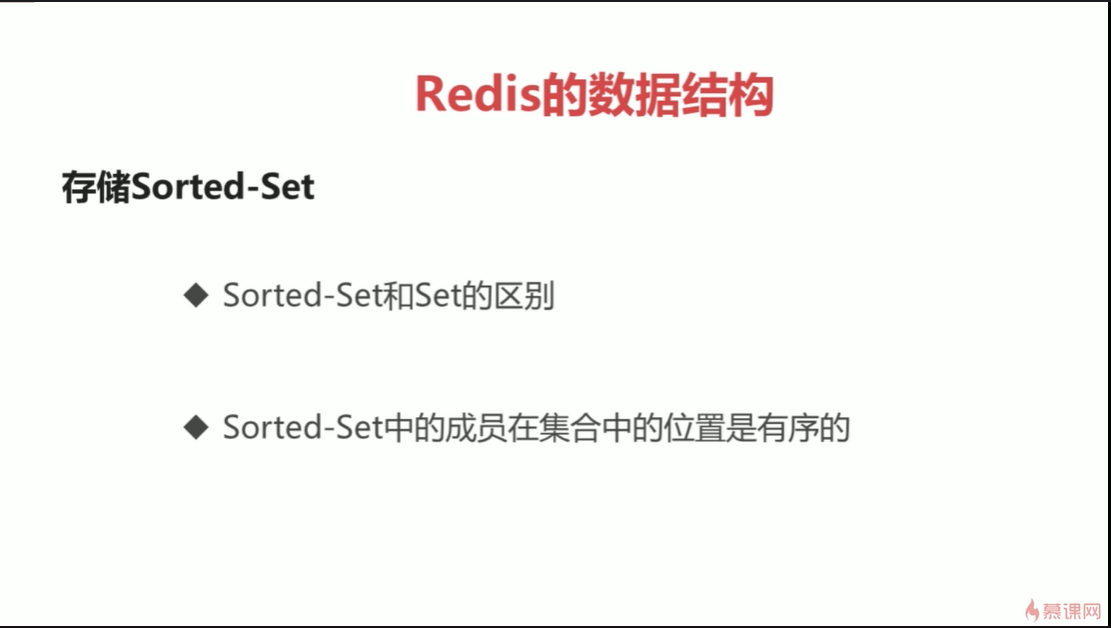 Redis的数据结构
存储Sorted-Set
◆ Sorted-Set和Set的区别
◆ Sorted-Set中的成员在集合中的位置是有序的
慕课网